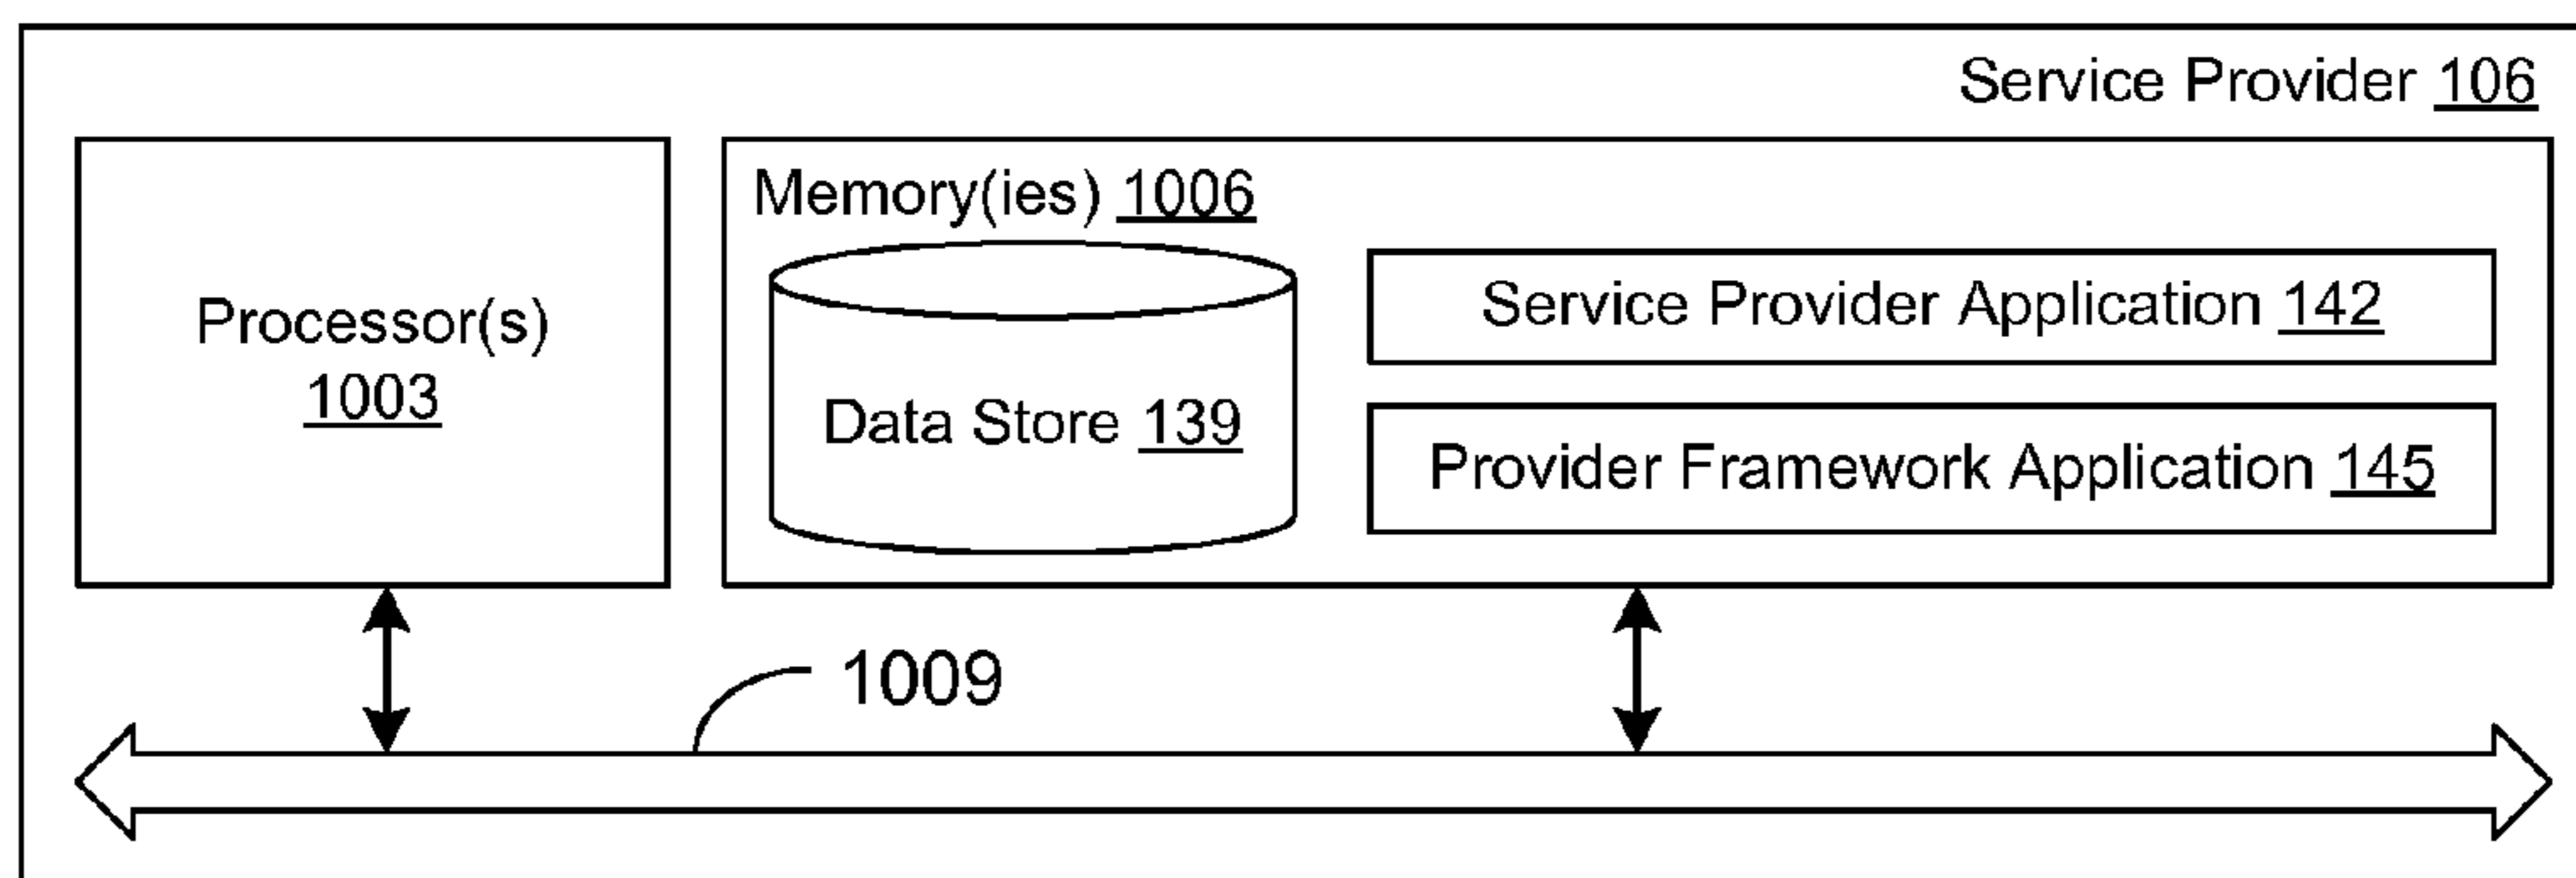 Service Provider 106
Processor(s)
1003
Memory(ies) 1006
Data Store 139
Service Provider Application 142
Provider Framework Application 145
1009